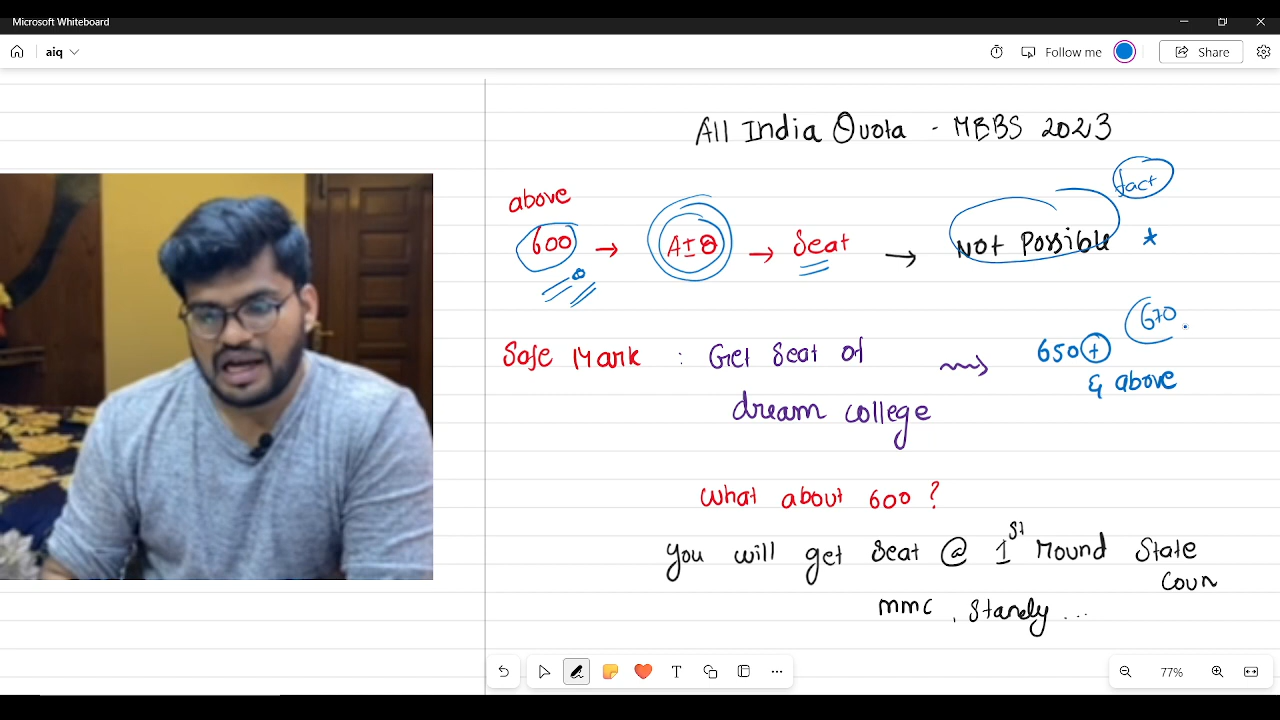 Microsoft Whiteboard
aiq
Follow me
Share
All India Quota - MBBS 2023
fact
above
600 → AIQ → Seat → Not Possible ★
670
Safe Mark : Get Seat of
650+
& above
dream college
What about 600 ?
You will get Seat @ 1st round State
Coun
mmc , Stanely ...
77%